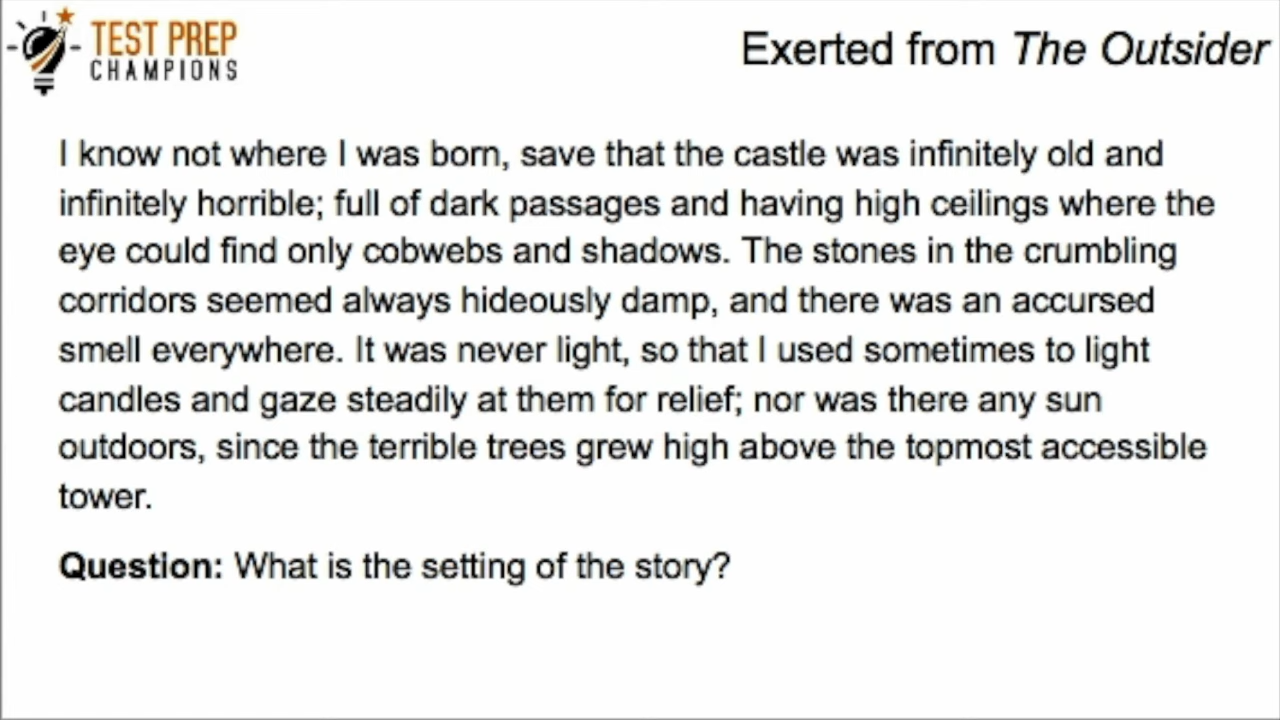 TEST PREP
CHAMPIONS
Exerted from The Outsider
I know not where I was born, save that the castle was infinitely old and
infinitely horrible; full of dark passages and having high ceilings where the
eye could find only cobwebs and shadows. The stones in the crumbling
corridors seemed always hideously damp, and there was an accursed
smell everywhere. It was never light, so that I used sometimes to light
candles and gaze steadily at them for relief; nor was there any sun
outdoors, since the terrible trees grew high above the topmost accessible
tower.
Question: What is the setting of the story?